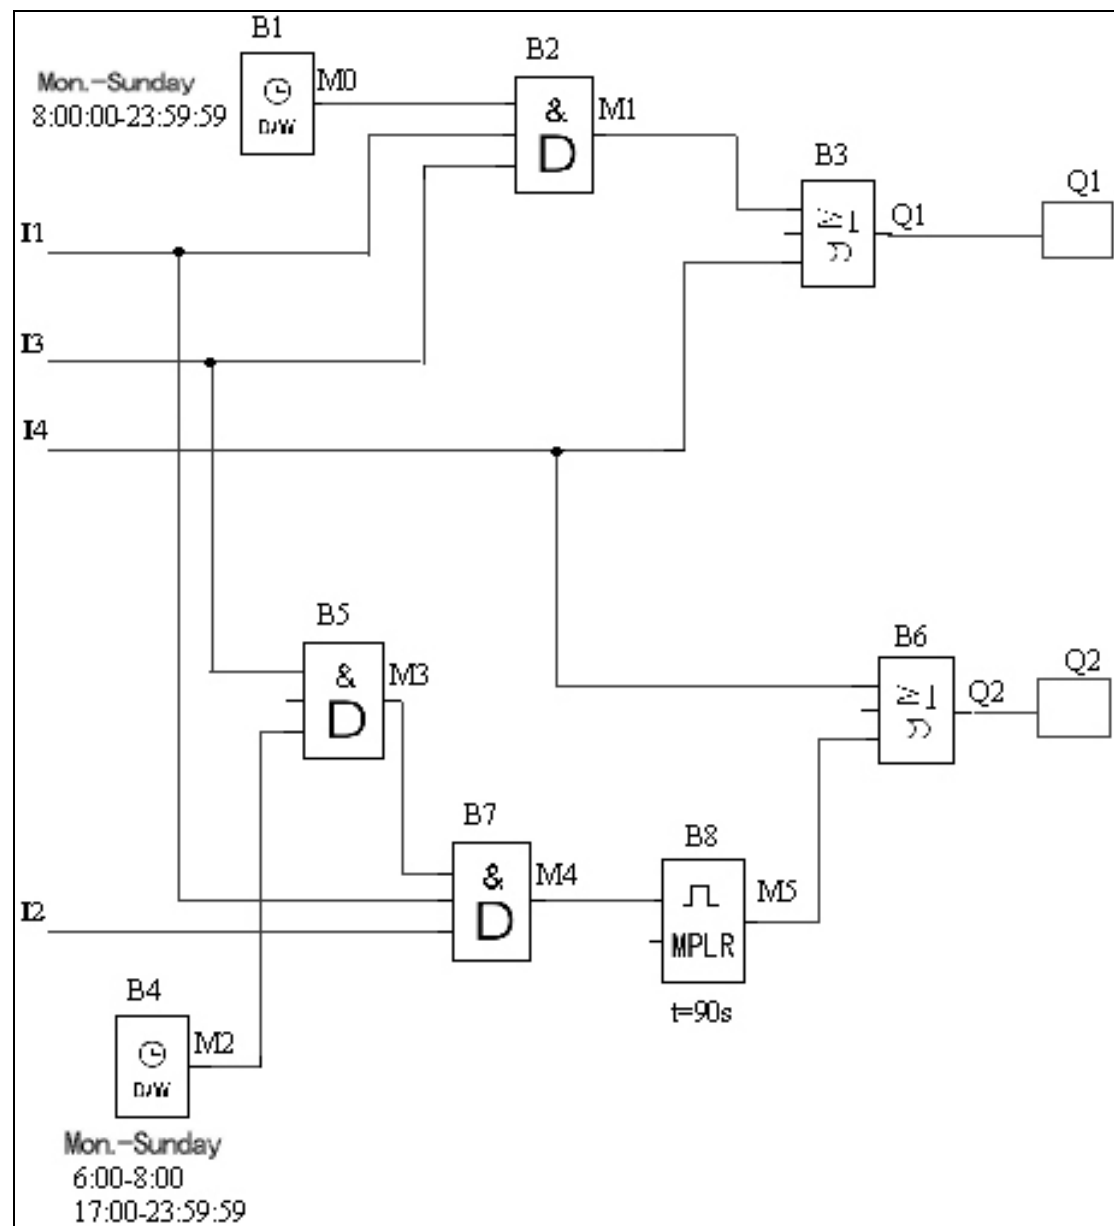 B1
Mon.-Sunday
8:00:00-23:59:59
M0
D/W
B2
&
D
M1
B3
≥1
Q1
Q1
I1
I3
I4
B5
&
D
M3
B6
≥1
Q2
Q2
B7
&
D
M4
B8
MPLR
M5
t=90s
I2
B4
M2
D/W
Mon.-Sunday
6:00-8:00
17:00-23:59:59